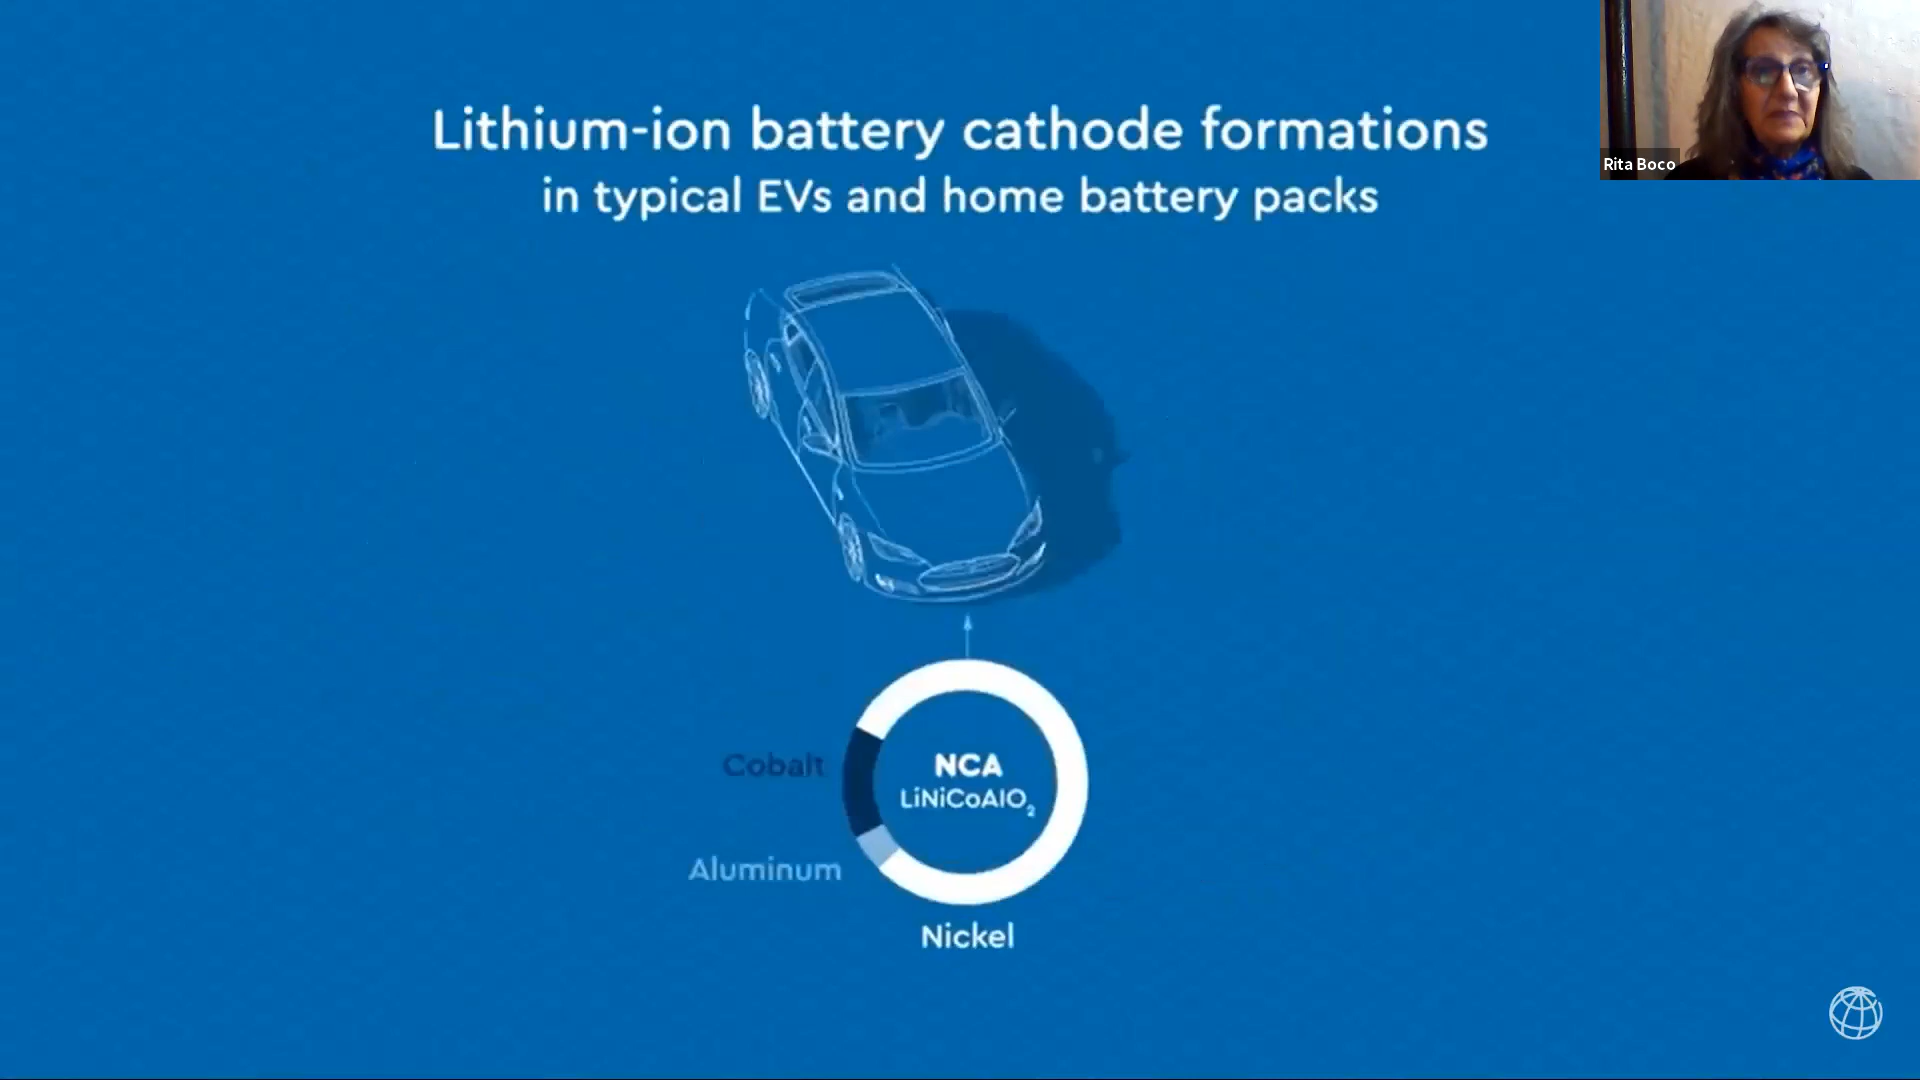 Lithium-ion battery cathode formations
in typical EVs and home battery packs
Rita Boco
Cobalt
NCA
LiNiCoAlO₂
Aluminum
Nickel